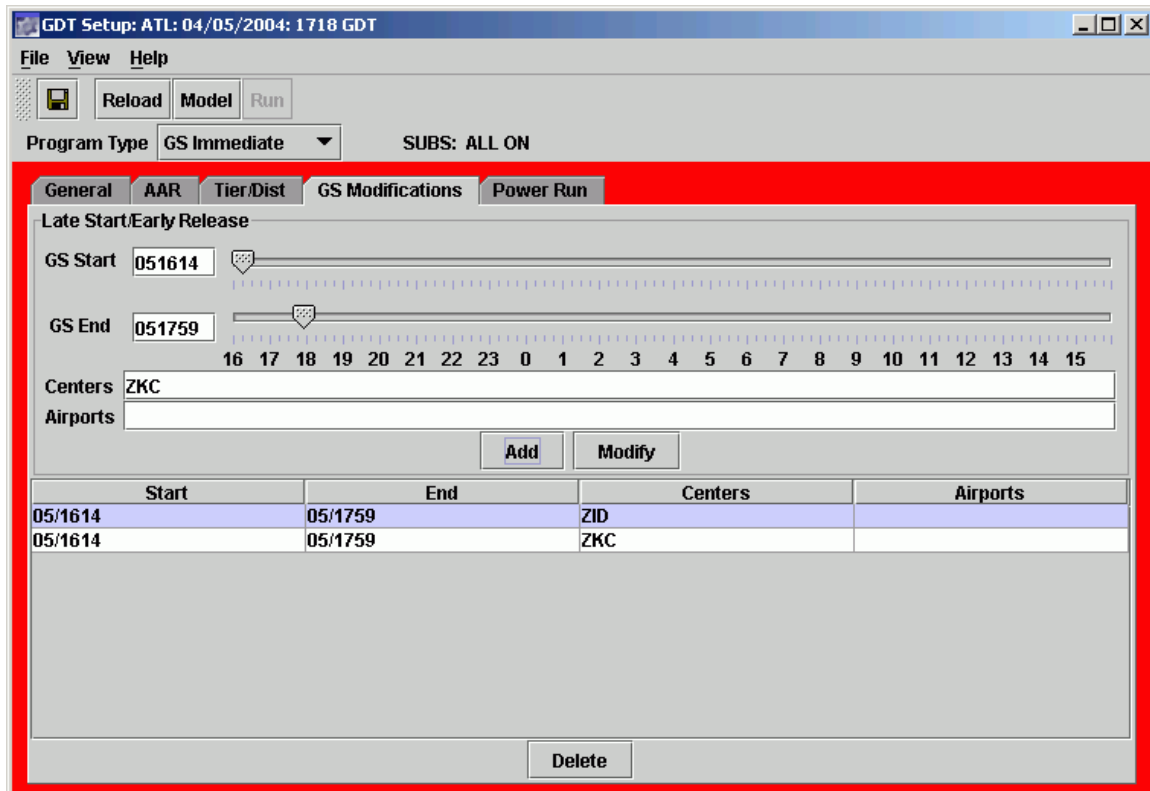 GDT Setup: ATL: 04/05/2004: 1718 GDT
File View Help
Reload Model Run
Program Type GS Immediate SUBS: ALL ON
General AAR Tier/Dist GS Modifications Power Run
Late Start/Early Release
GS Start 051614
GS End 051759
16 17 18 19 20 21 22 23 0 1 2 3 4 5 6 7 8 9 10 11 12 13 14 15
Centers ZKC
Airports
Add Modify
Start End Centers Airports
05/1614 05/1759 ZID
05/1614 05/1759 ZKC
Delete